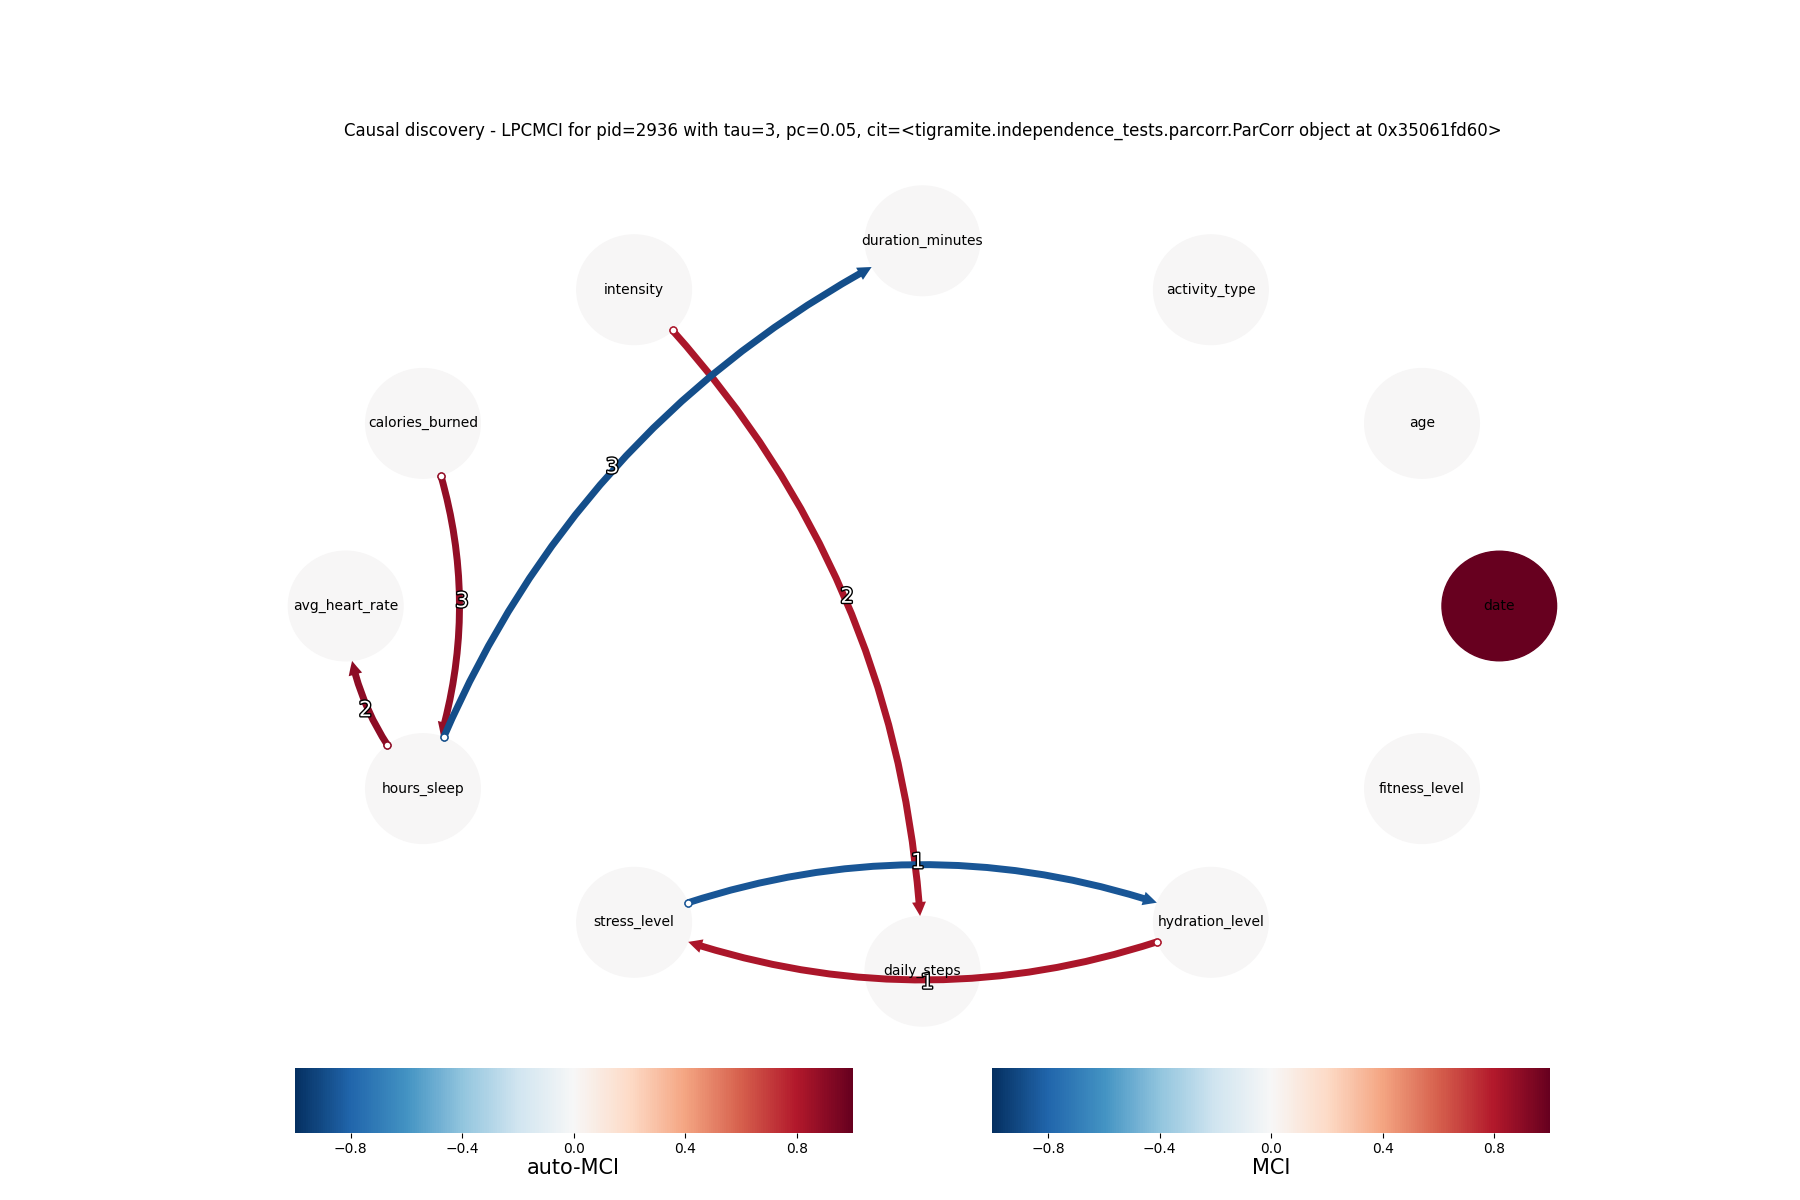 Causal discovery - LPCMCI for pid=2936 with tau=3, pc=0.05, cit=<tigramite.independence_tests.parcorr.ParCorr object at 0x35061fd60>
duration_minutes
intensity
activity_type
calories_burned
age
3
2
3
avg_heart_rate
date
2
hours_sleep
fitness_level
1
stress_level
hydration_level
daily_steps
1
−0.8 −0.4 0.0 0.4 0.8
auto-MCI
−0.8 −0.4 0.0 0.4 0.8
MCI